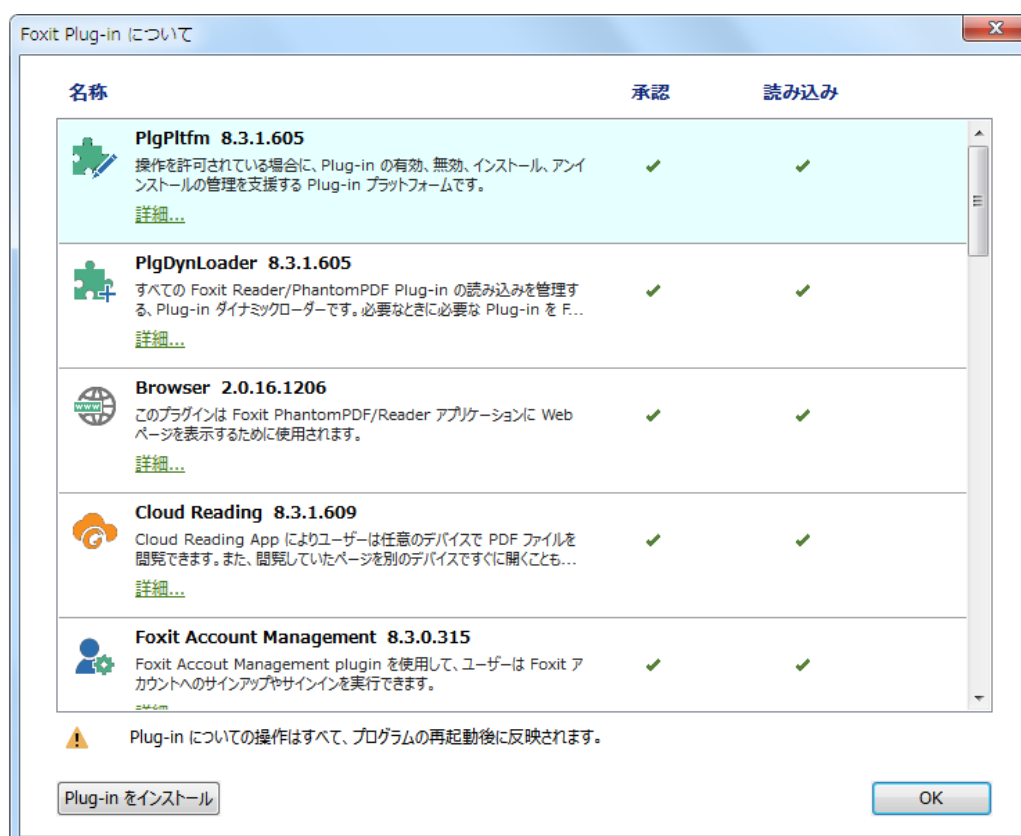 Foxit Plug-in について
名称 承認 読み込み
PlgPltfm 8.3.1.605
操作を許可されている場合に、Plug-in の有効、無効、インストール、アンイ
ンストールの管理を支援する Plug-in プラットフォームです。
詳細...
PlgDynLoader 8.3.1.605
すべての Foxit Reader/PhantomPDF Plug-in の読み込みを管理す
る、Plug-in ダイナミックローダーです。必要なときに必要な Plug-in を F...
詳細...
Browser 2.0.16.1206
www
このプラグインは Foxit PhantomPDF/Reader アプリケーションに Web
ページを表示するために使用されます。
詳細...
Cloud Reading 8.3.1.609
Cloud Reading App によりユーザーは任意のデバイスで PDF ファイルを
閲覧できます。また、閲覧していたページを別のデバイスですぐに開くことも...
詳細...
Foxit Account Management 8.3.0.315
Foxit Accout Management plugin を使用して、ユーザーは Foxit ア
カウントへのサインアップやサインインを実行できます。
Plug-in についての操作はすべて、プログラムの再起動後に反映されます。
Plug-in をインストール OK